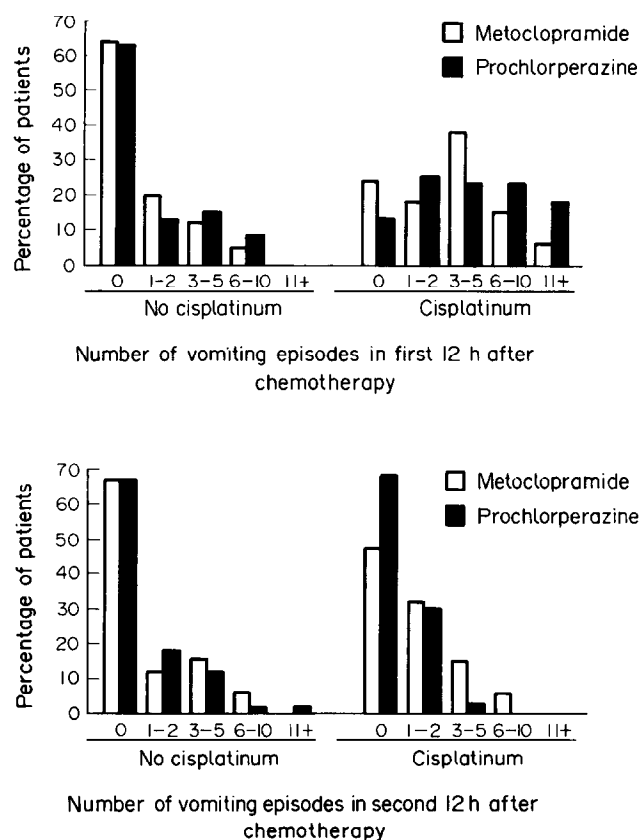 Percentage of patients
70
60
50
40
30
20
10
0
Metoclopramide
Prochlorperazine
0 1-2 3-5 6-10 11+
0 1-2 3-5 6-10 11+
No cisplatinum
Cisplatinum
Number of vomiting episodes in first 12 h after
chemotherapy
Percentage of patients
70
60
50
40
30
20
10
0
Metoclopramide
Prochlorperazine
0 1-2 3-5 6-10 11+
0 1-2 3-5 6-10 11+
No cisplatinum
Cisplatinum
Number of vomiting episodes in second 12 h after
chemotherapy